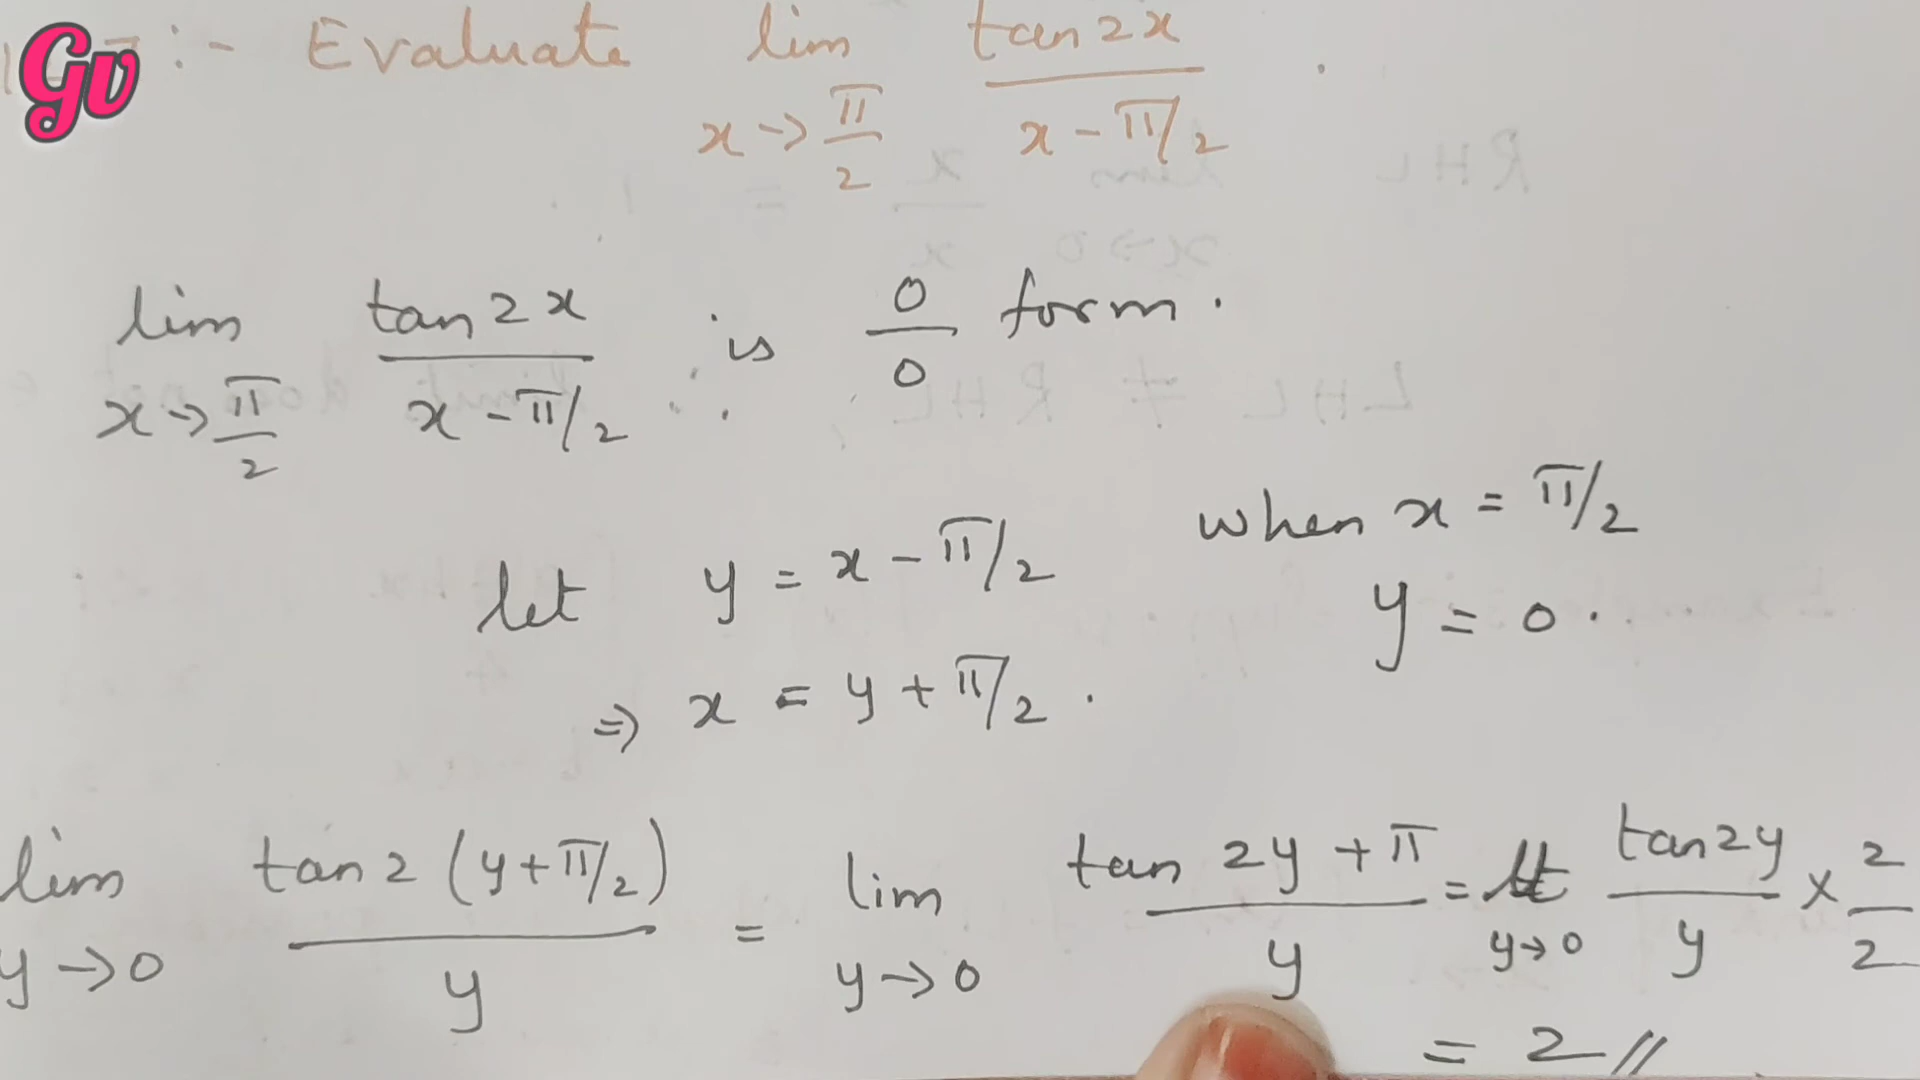 Gv
:- Evaluate lim x→π/2 tan2x / x-π/2 .
lim x→π/2 tan2x / x-π/2 is 0/0 form.
let y = x - π/2 when x = π/2
y = 0.
⇒ x = y + π/2 .
lim y→0 tan2(y+π/2) / y = lim y→0 tan 2y+π / y = lt y→0 tan2y / y × 2/2
= 2 //